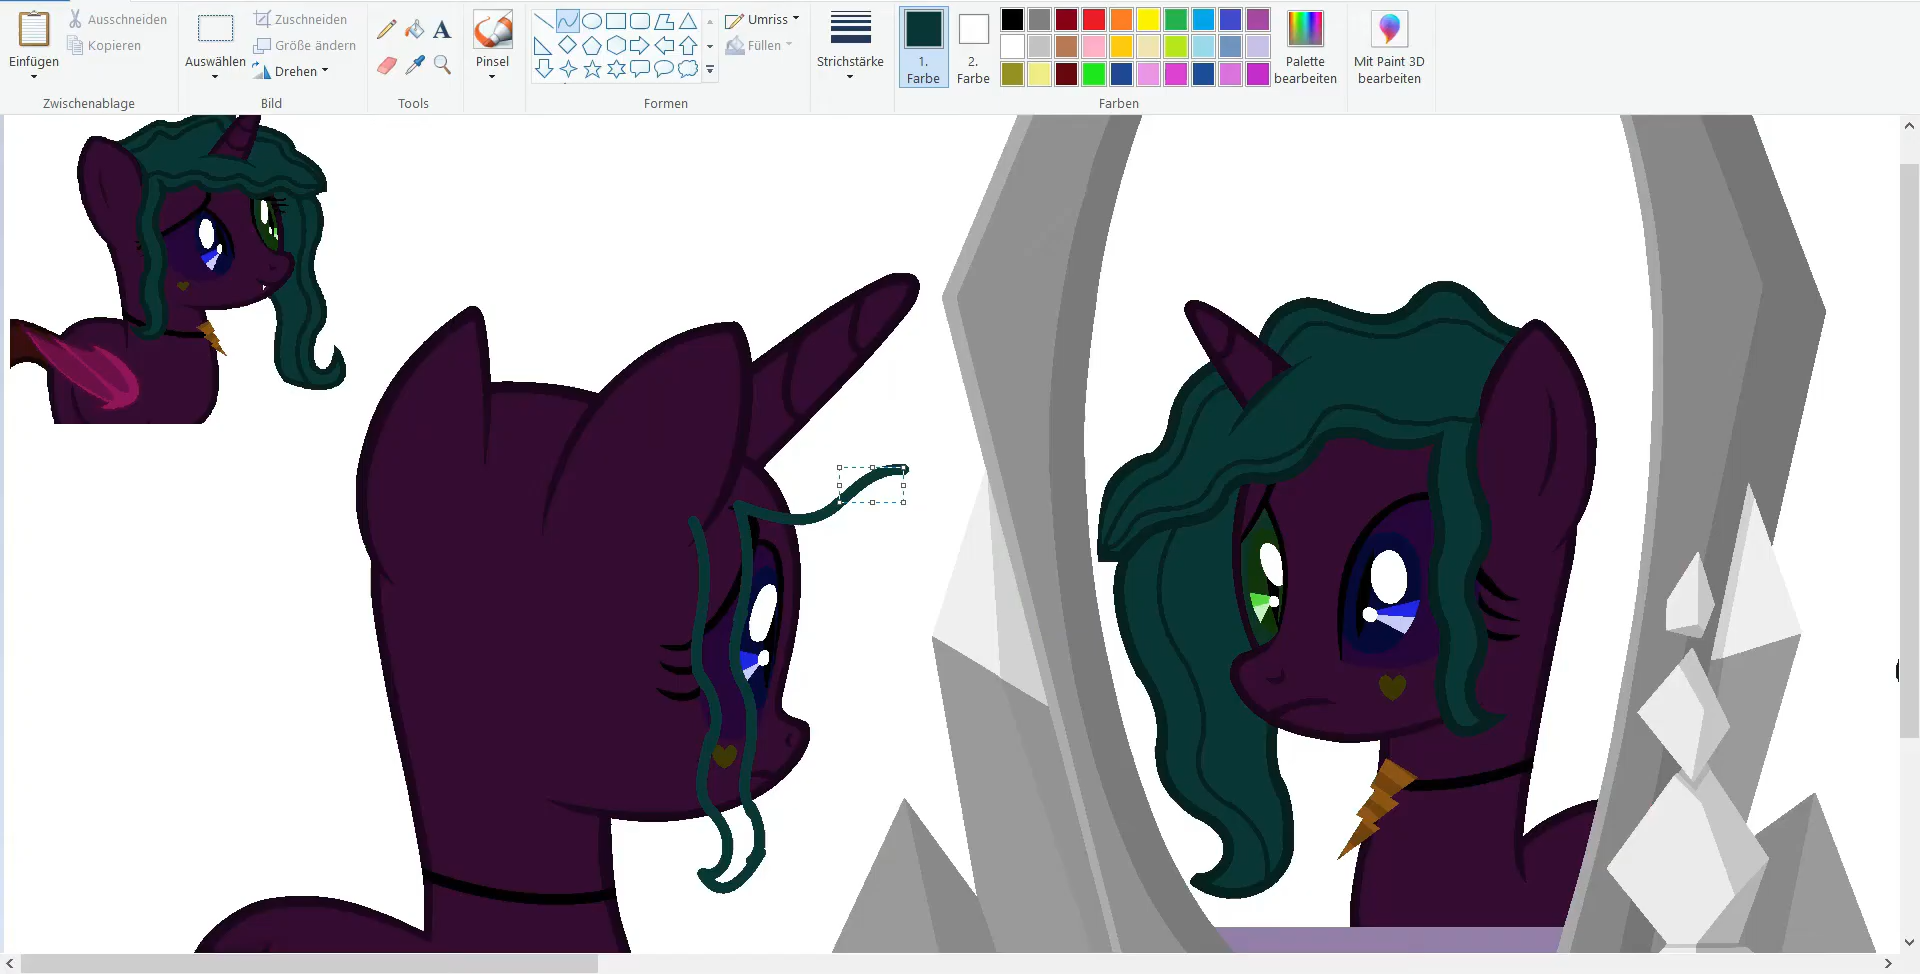 Einfügen
Ausschneiden
Kopieren
Zwischenablage
Auswählen
Zuschneiden
Größe ändern
Drehen
Bild
A
Tools
Pinsel
Umriss
Füllen
Formen
Strichstärke
1.
Farbe
2.
Farbe
Palette
bearbeiten
Mit Paint 3D
bearbeiten
Farben